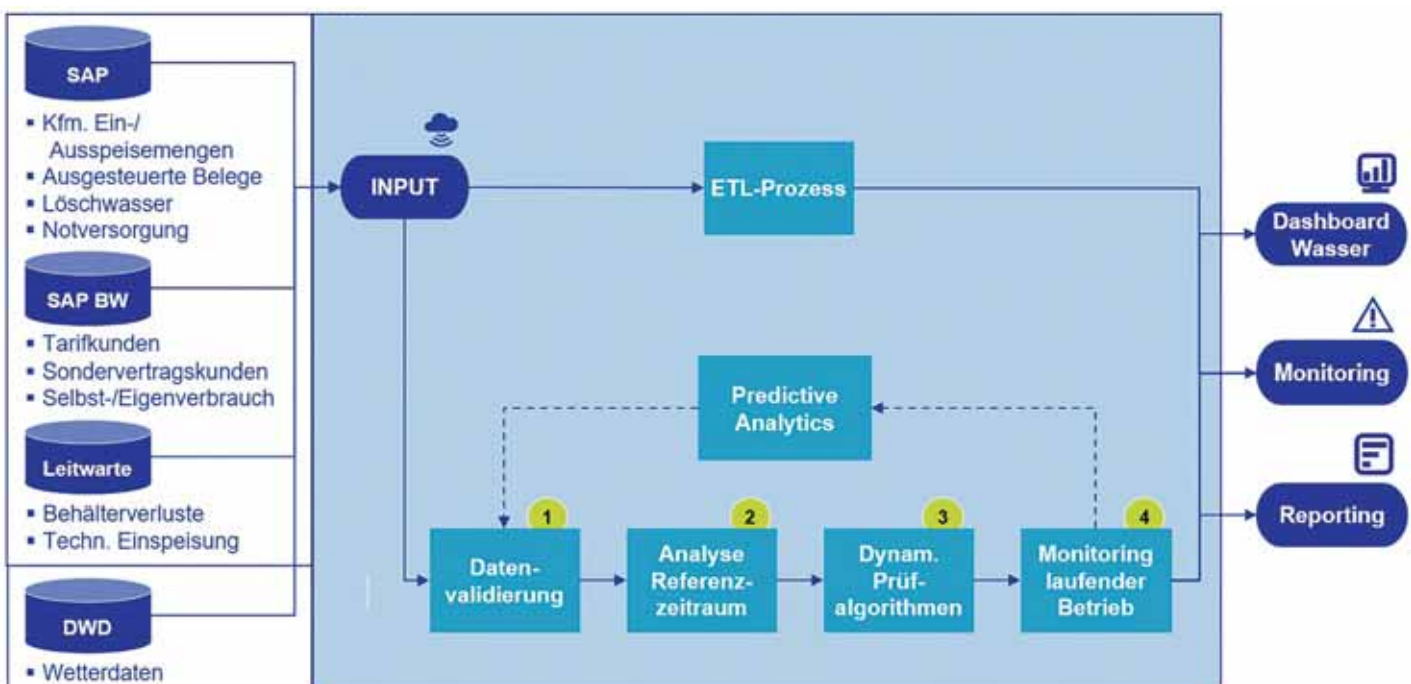 SAP
▪ Kfm. Ein-/
Ausspeisemengen
▪ Ausgesteuerte Belege
▪ Löschwasser
▪ Notversorgung
SAP BW
▪ Tarifkunden
▪ Sondervertragskunden
▪ Selbst-/Eigenverbrauch
Leitwarte
▪ Behälterverluste
▪ Techn. Einspeisung
DWD
▪ Wetterdaten
INPUT
ETL-Prozess
Predictive
Analytics
1
Daten-
validierung
2
Analyse
Referenz-
zeitraum
3
Dynam.
Prüf-
algorithmen
4
Monitoring
laufender
Betrieb
Dashboard
Wasser
Monitoring
Reporting